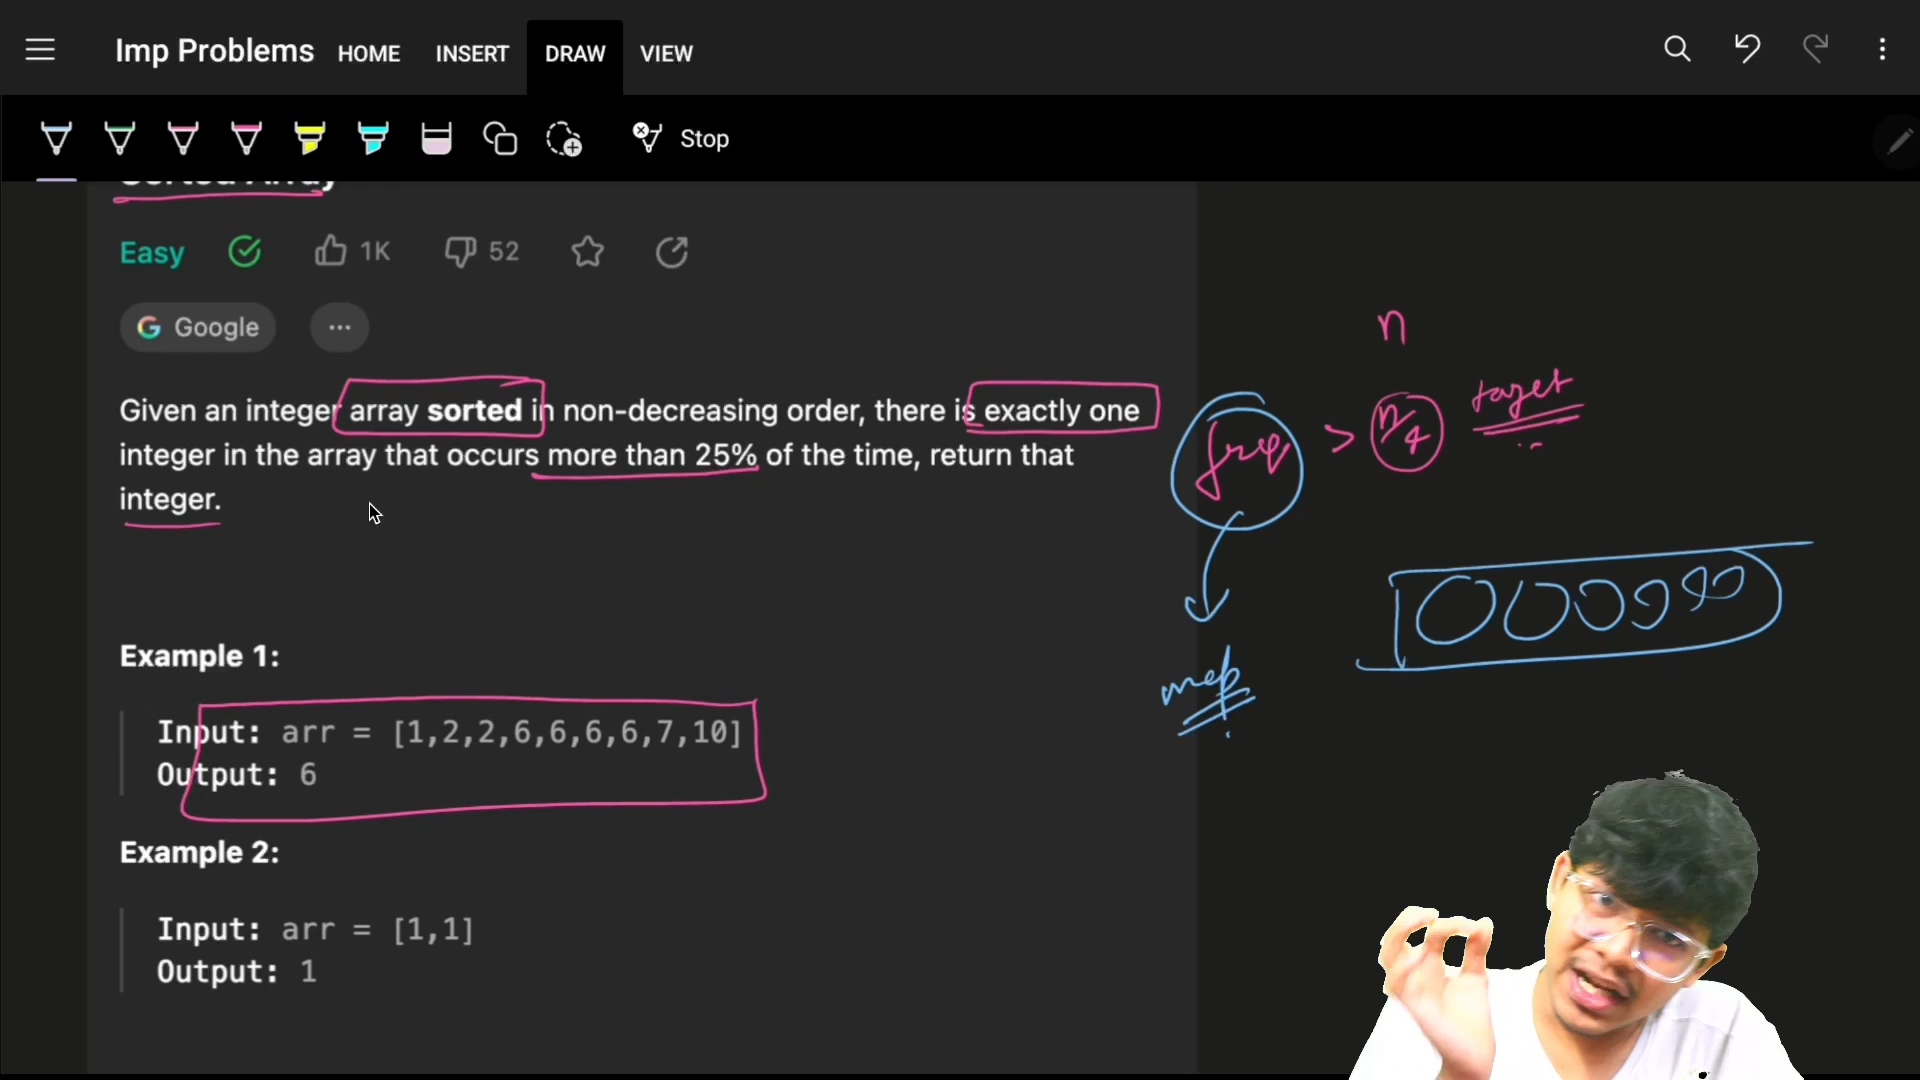 Imp Problems HOME INSERT DRAW VIEW
Stop
Sorted Array
Easy 1K 52
Google ...
Given an integer array sorted in non-decreasing order, there is exactly one
integer in the array that occurs more than 25% of the time, return that
integer.
n
freq > n/4 target
map
Example 1:
Input: arr = [1,2,2,6,6,6,6,7,10]
Output: 6
Example 2:
Input: arr = [1,1]
Output: 1